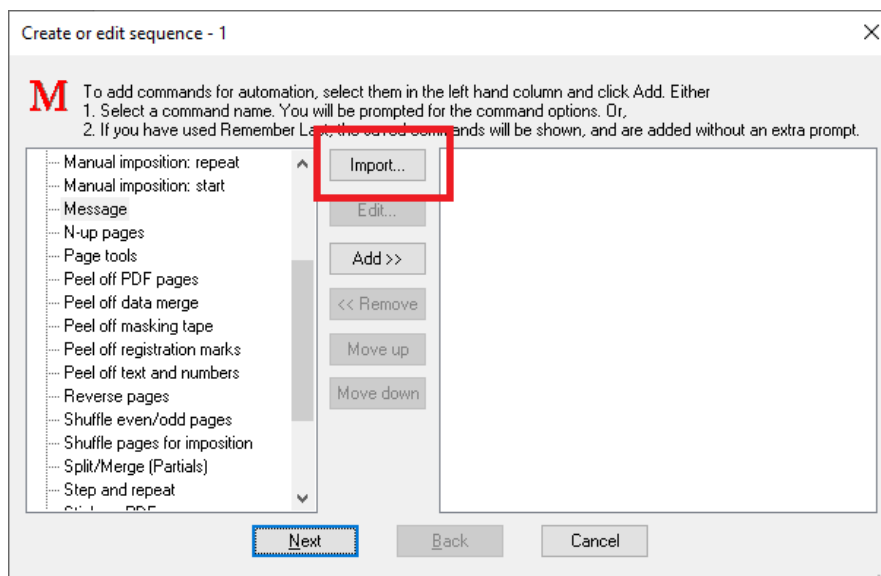 Create or edit sequence - 1
M
To add commands for automation, select them in the left hand column and click Add. Either
1. Select a command name. You will be prompted for the command options. Or,
2. If you have used Remember Last, the saved commands will be shown, and are added without an extra prompt.
Manual imposition: repeat
Manual imposition: start
Message
N-up pages
Page tools
Peel off PDF pages
Peel off data merge
Peel off masking tape
Peel off registration marks
Peel off text and numbers
Reverse pages
Shuffle even/odd pages
Shuffle pages for imposition
Split/Merge (Partials)
Step and repeat
Import...
Edit...
Add >>
<< Remove
Move up
Move down
Next
Back
Cancel